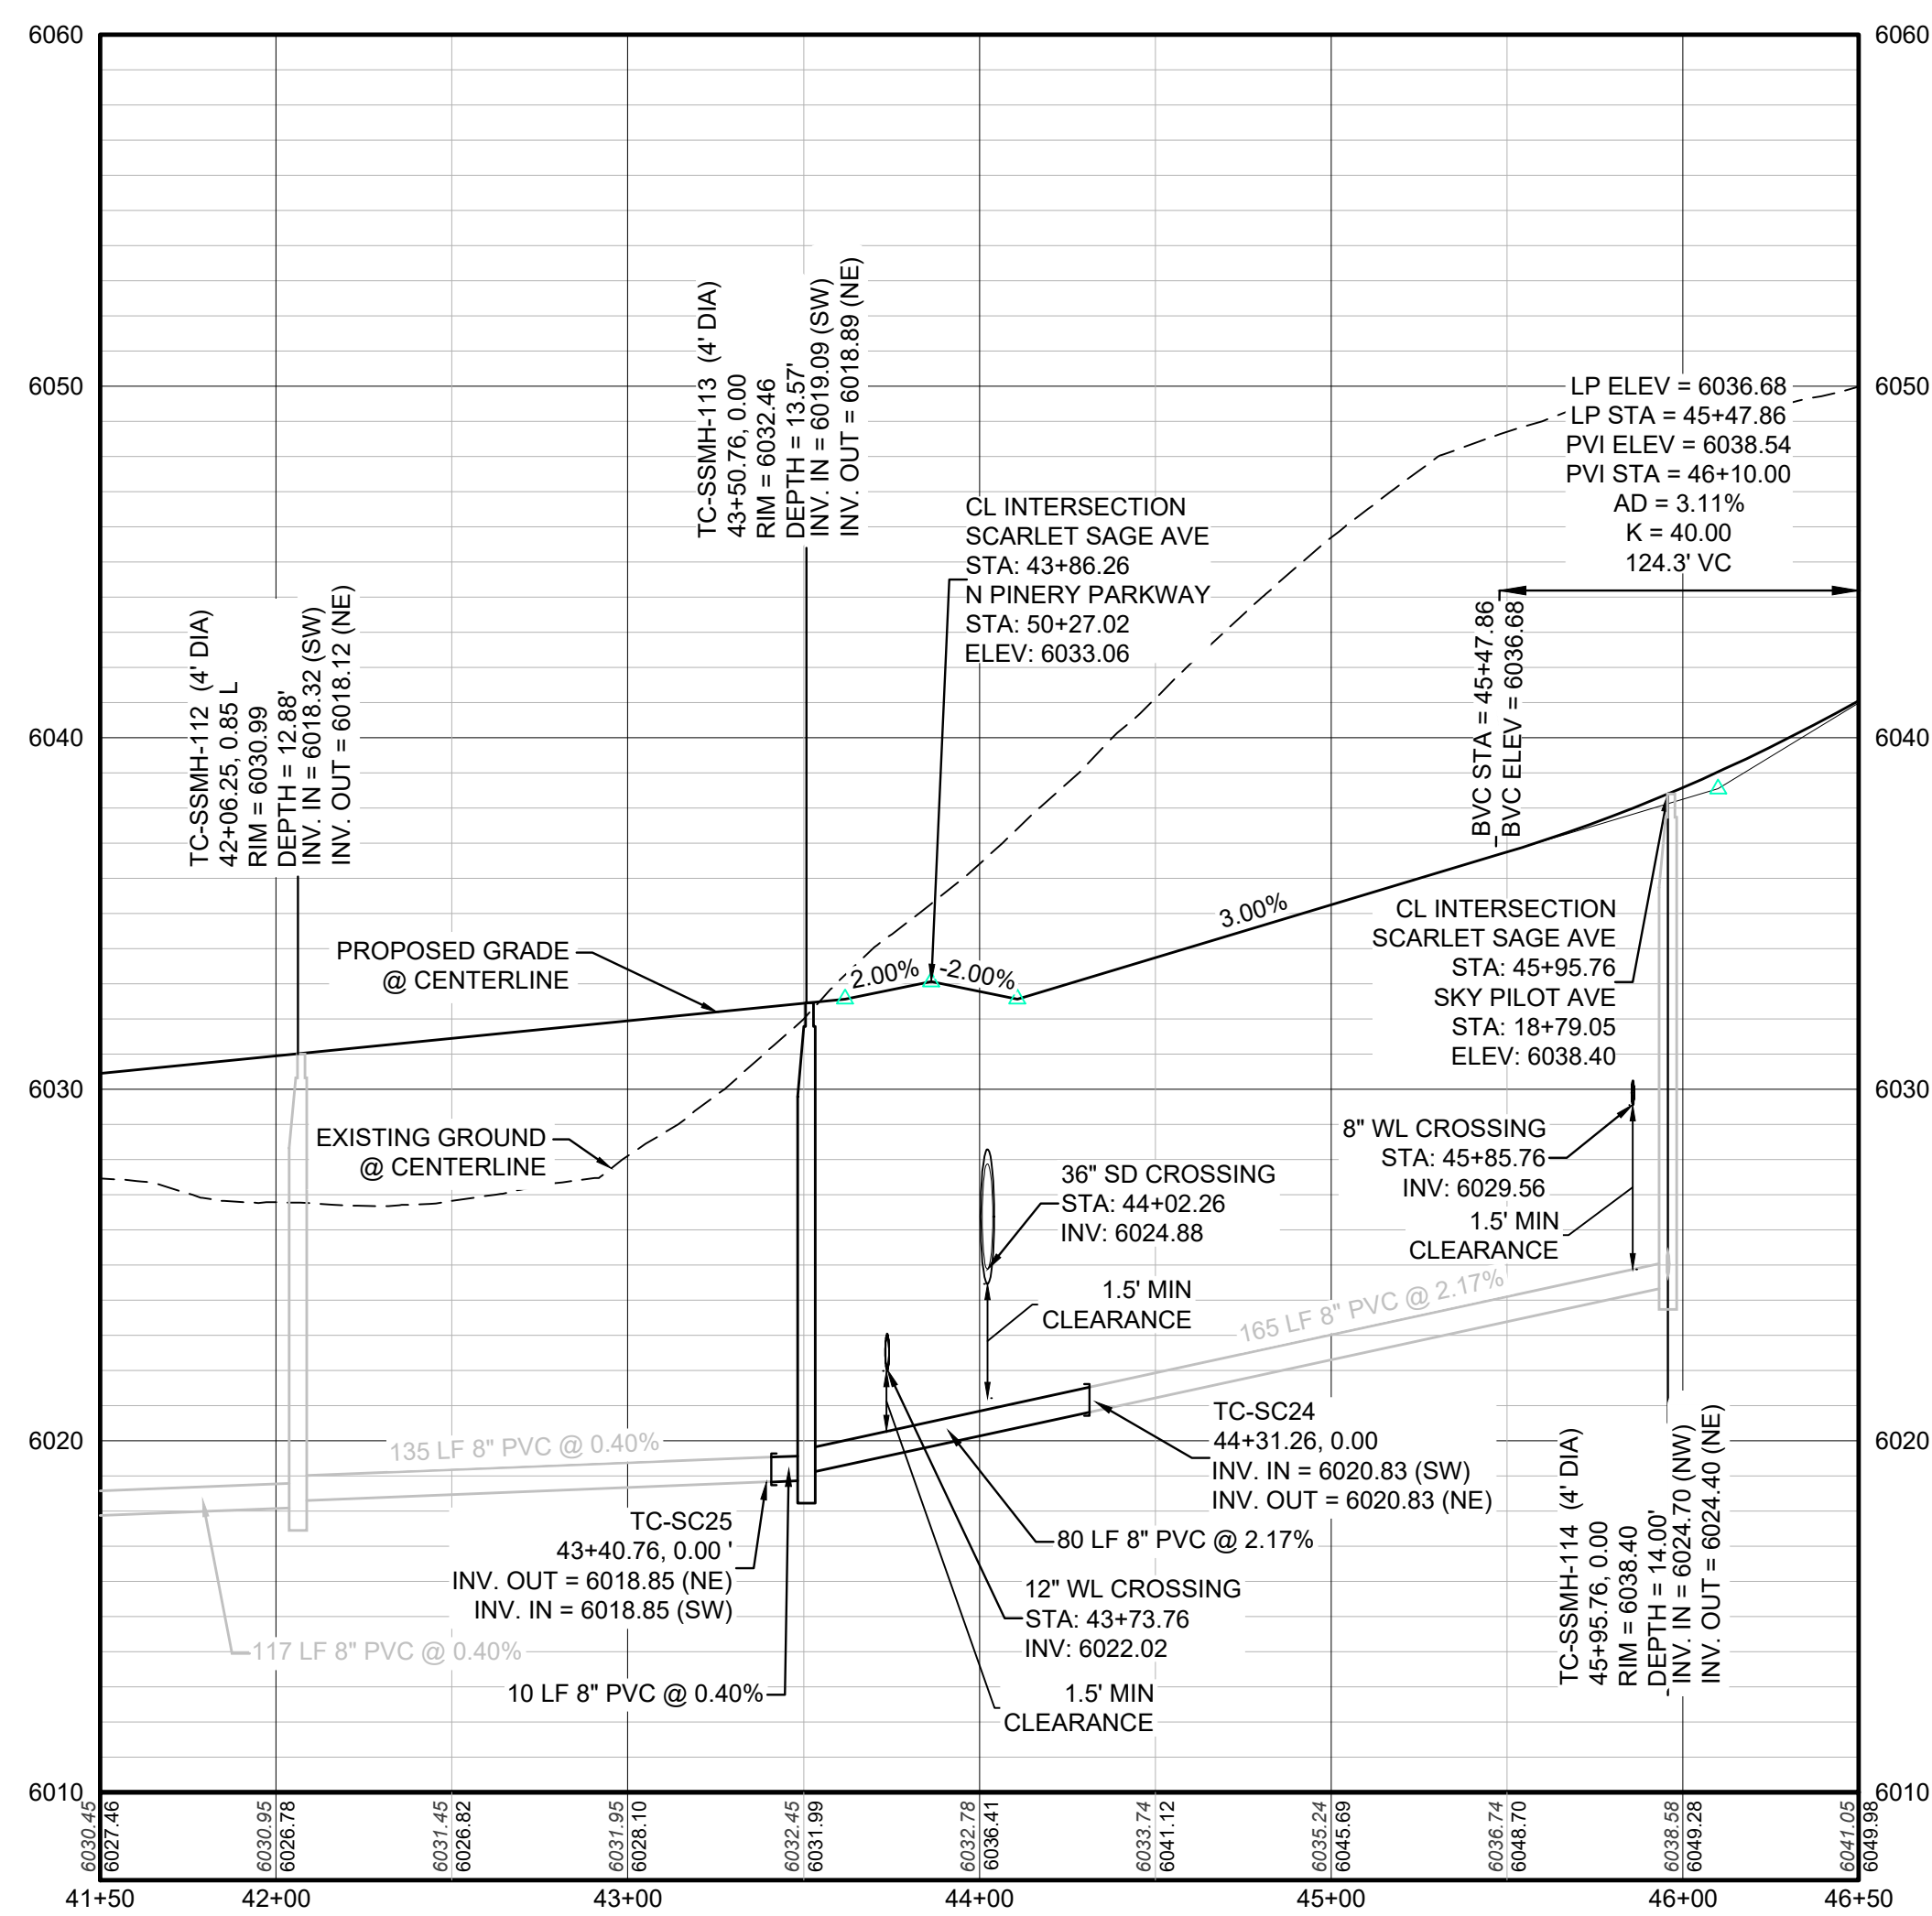 6060
6060
6050
6050
6040
6040
6030
6030
6020
6020
6010
6010
TC-SSMH-112 (4' DIA)
42+06.25, 0.85 L
RIM = 6030.99
DEPTH = 12.88'
INV. IN = 6018.32 (SW)
INV. OUT = 6018.12 (NE)
TC-SSMH-113 (4' DIA)
43+50.76, 0.00
RIM = 6032.46
DEPTH = 13.57'
INV. IN = 6019.09 (SW)
INV. OUT = 6018.89 (NE)
CL INTERSECTION
SCARLET SAGE AVE
STA: 43+86.26
N PINERY PARKWAY
STA: 50+27.02
ELEV: 6033.06
LP ELEV = 6036.68
LP STA = 45+47.86
PVI ELEV = 6038.54
PVI STA = 46+10.00
AD = 3.11%
K = 40.00
124.3' VC
BVC STA = 45+47.86
BVC ELEV = 6036.68
PROPOSED GRADE
@ CENTERLINE
EXISTING GROUND
@ CENTERLINE
2.00%
-2.00%
3.00%
CL INTERSECTION
SCARLET SAGE AVE
STA: 45+95.76
SKY PILOT AVE
STA: 18+79.05
ELEV: 6038.40
8" WL CROSSING
STA: 45+85.76
INV: 6029.56
1.5' MIN
CLEARANCE
36" SD CROSSING
STA: 44+02.26
INV: 6024.88
1.5' MIN
CLEARANCE
165 LF 8" PVC @ 2.17%
135 LF 8" PVC @ 0.40%
TC-SC24
44+31.26, 0.00
INV. IN = 6020.83 (SW)
INV. OUT = 6020.83 (NE)
TC-SC25
43+40.76, 0.00 '
INV. OUT = 6018.85 (NE)
INV. IN = 6018.85 (SW)
80 LF 8" PVC @ 2.17%
12" WL CROSSING
STA: 43+73.76
INV: 6022.02
1.5' MIN
CLEARANCE
117 LF 8" PVC @ 0.40%
10 LF 8" PVC @ 0.40%
TC-SSMH-114 (4' DIA)
45+95.76, 0.00
RIM = 6038.40
DEPTH = 14.00'
INV. IN = 6024.70 (NW)
INV. OUT = 6024.40 (NE)
6030.45
6027.46
6030.95
6026.78
6031.45
6026.82
6031.95
6028.10
6032.45
6031.99
6032.78
6036.41
6033.74
6041.12
6035.24
6045.69
6036.74
6048.70
6038.58
6049.28
6041.05
6049.98
41+50
42+00
43+00
44+00
45+00
46+00
46+50